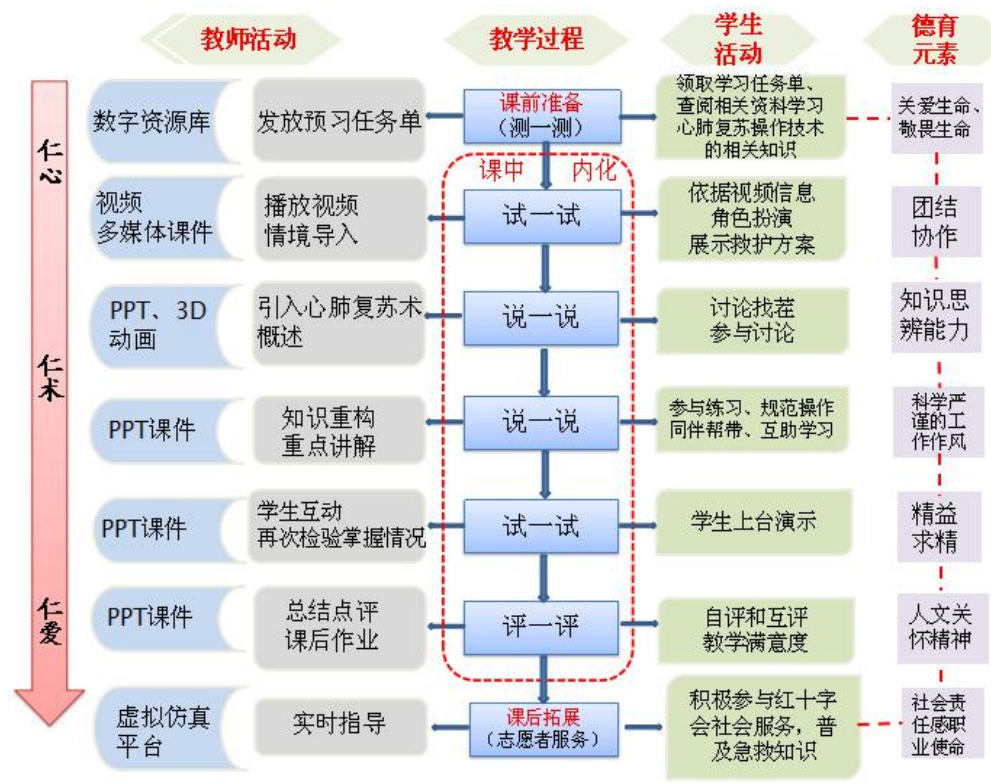 教师活动
教学过程
学生
活动
德育
元素
仁心
仁术
仁爱
数字资源库
发放预习任务单
课前准备
（测一测）
领取学习任务单、
查阅相关资料学习
心肺复苏操作技术
的相关知识
关爱生命、
敬畏生命
课中 内化
视频
多媒体课件
播放视频
情境导入
试一试
依据视频信息
角色扮演
展示救护方案
团结
协作
PPT、3D
动画
引入心肺复苏术
概述
说一说
讨论找茬
参与讨论
知识思
辨能力
PPT课件
知识重构
重点讲解
说一说
参与练习、规范操作
同伴帮带、互助学习
科学严
谨的工
作作风
PPT课件
学生互动
再次检验掌握情况
试一试
学生上台演示
精益
求精
PPT课件
总结点评
课后作业
评一评
自评和互评
教学满意度
人文关
怀精神
虚拟仿真
平台
实时指导
课后拓展
（志愿者服务）
积极参与红十字
会社会服务，普
及急救知识
社会责
任感职
业使命